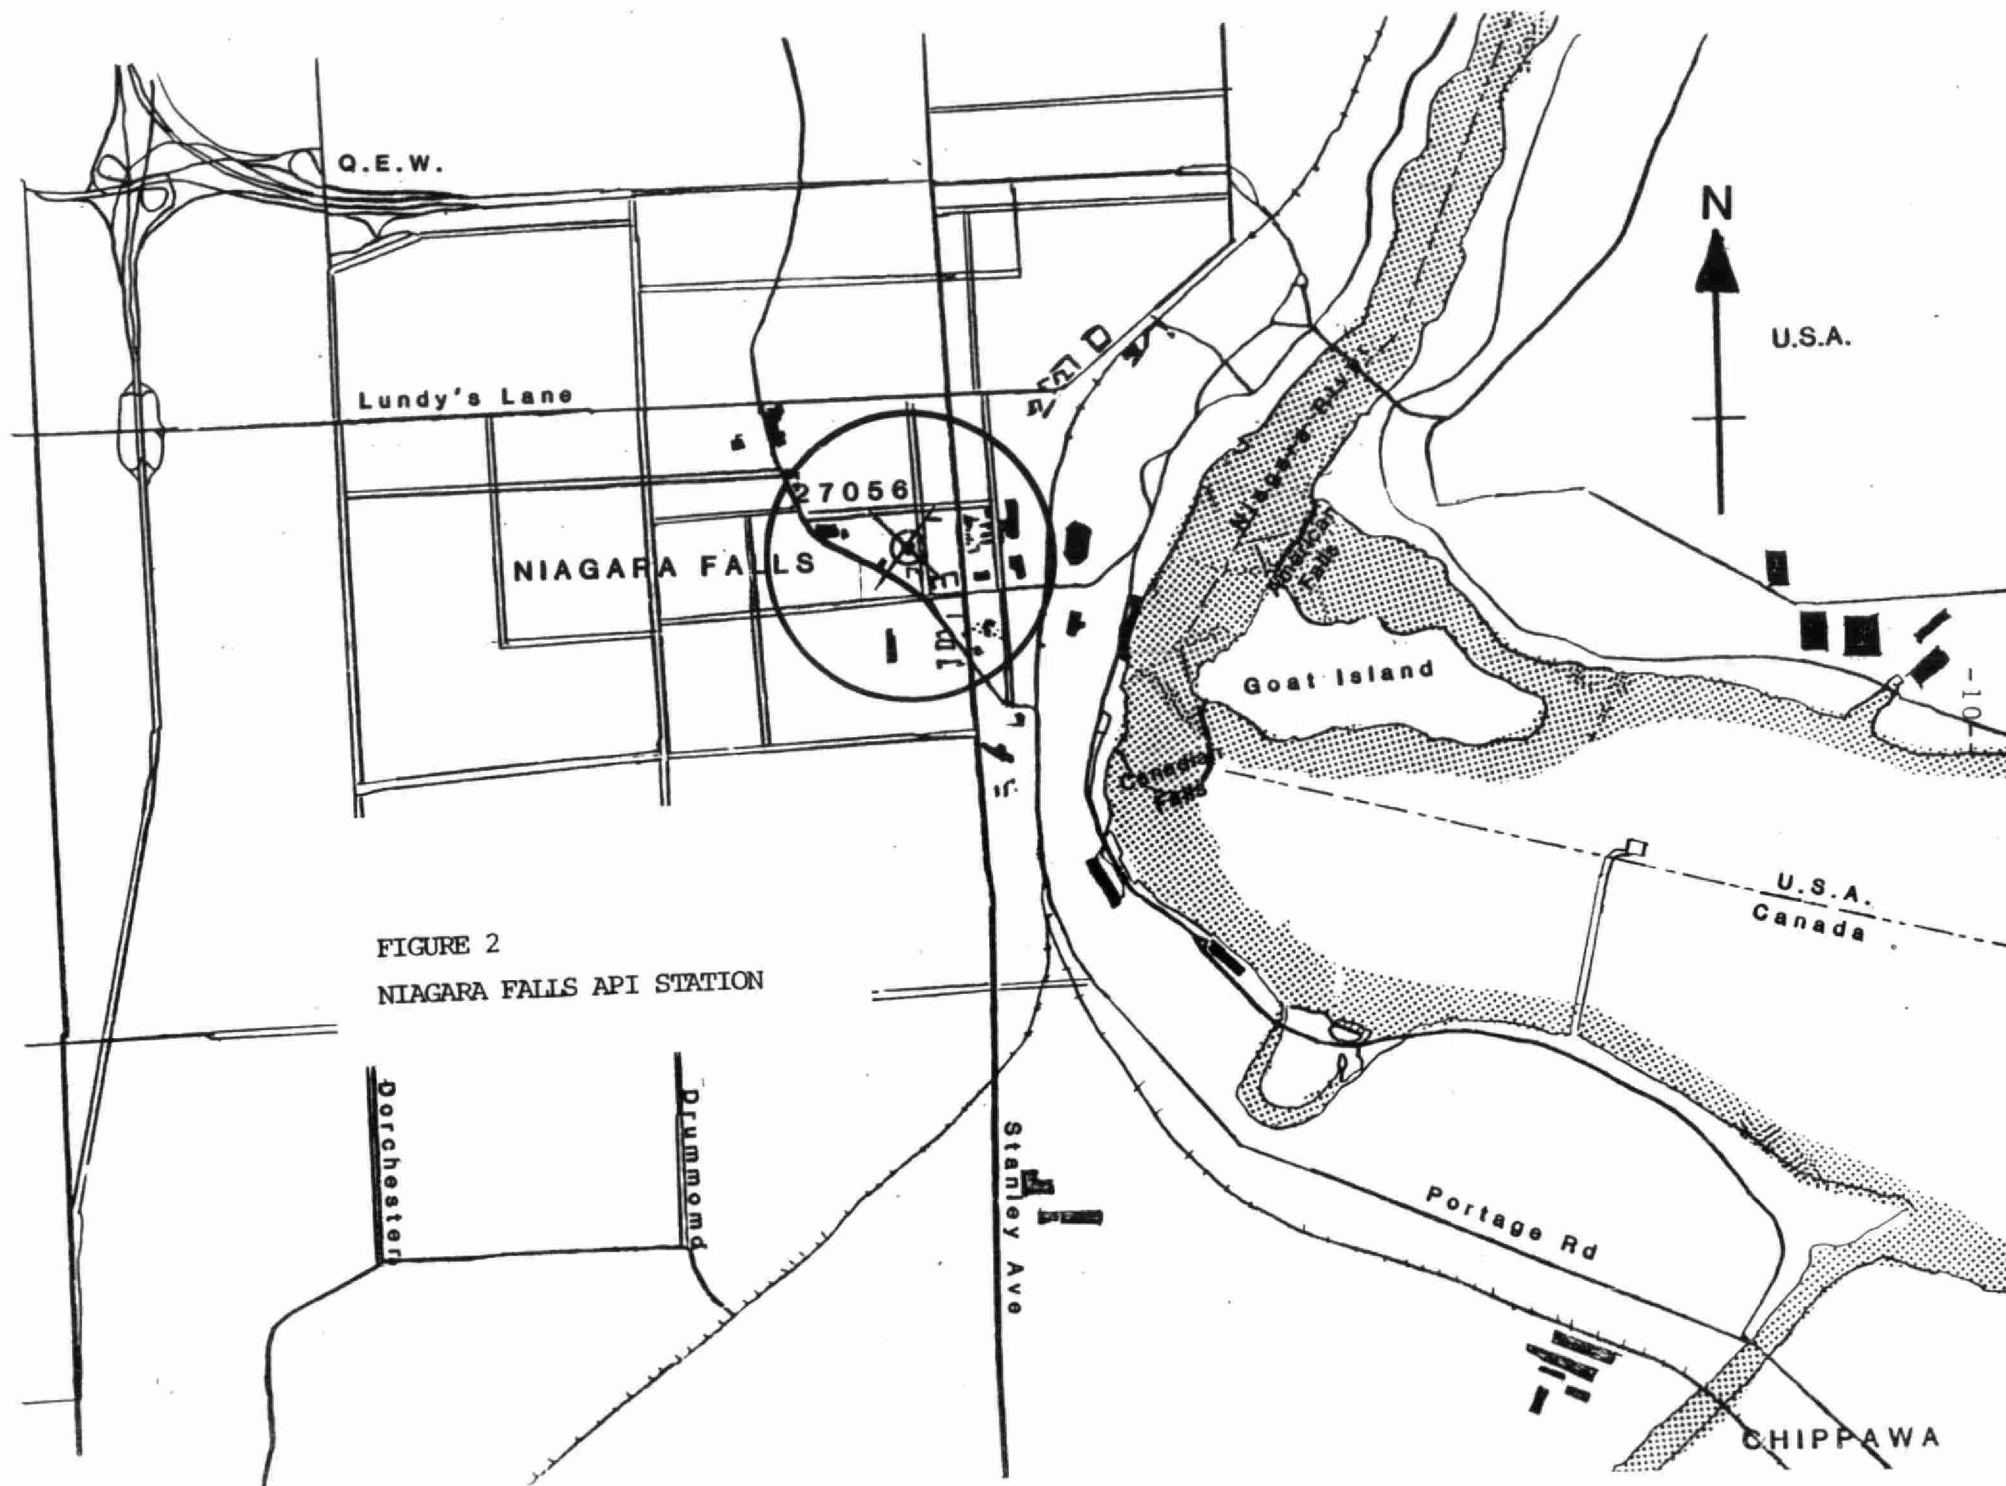 Q.E.W.
N
U.S.A.
Lundy's Lane
Niagara River
27056
American
Falls
NIAGARA FALLS
Goat Island
-10-
Canadian
Falls
U.S.A.
Canada
FIGURE 2
NIAGARA FALLS API STATION
Dorchester
Drummomd
Stanley Ave
Portage Rd
CHIPPAWA